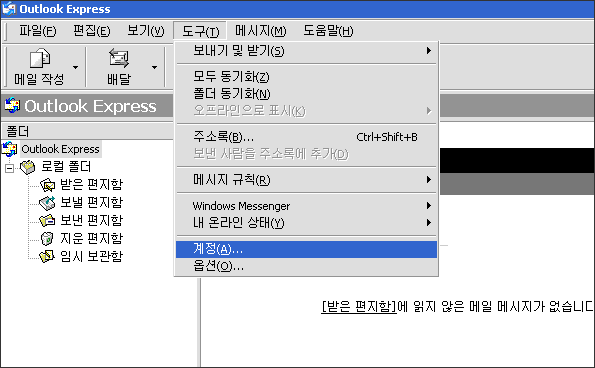 Outlook Express
파일(F) 편집(E) 보기(V) 도구(T) 메시지(M) 도움말(H)
보내기 및 받기(S)
모두 동기화(Z)
폴더 동기화(N)
오프라인으로 표시(K)
주소록(B)... Ctrl+Shift+B
보낸 사람을 주소록에 추가(D)
메시지 규칙(R)
Windows Messenger
내 온라인 상태(Y)
계정(A)...
옵션(O)...
메일 작성 배달
Outlook Express
폴더
Outlook Express
로컬 폴더
받은 편지함
보낼 편지함
보낸 편지함
지운 편지함
임시 보관함
[받은 편지함]에 읽지 않은 메일 메시지가 없습니다